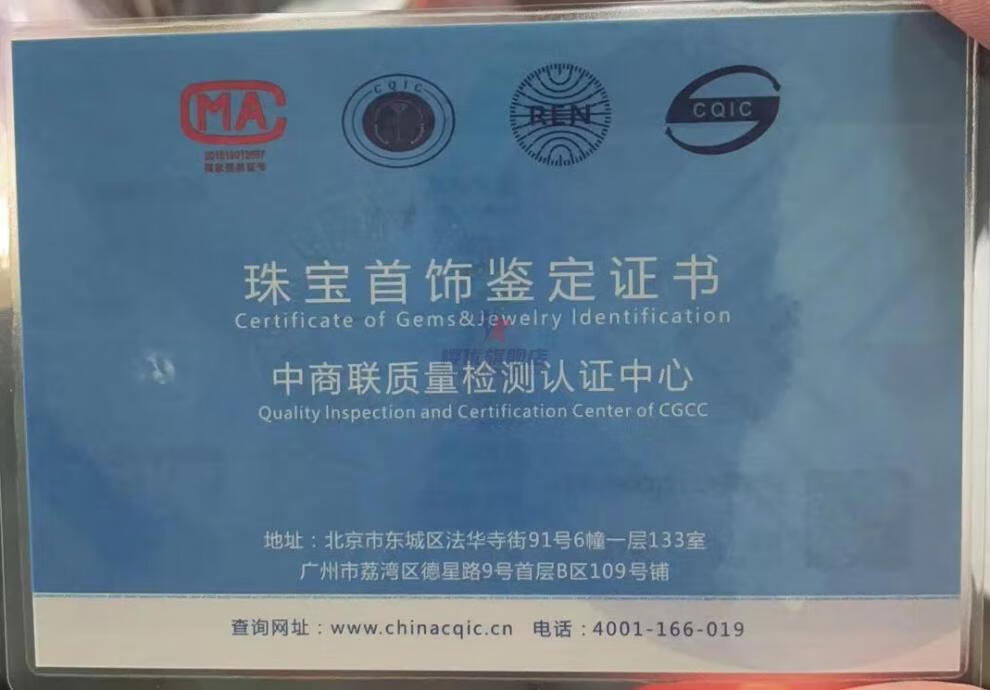 CMA
CQIC
REN
CQIC
珠宝首饰鉴定证书
Certificate of Gems&Jewelry Identification
旗舰店
中商联质量检测认证中心
Quality Inspection and Certification Center of CGCC
地址：北京市东城区法华寺街91号6幢一层133室
广州市荔湾区德星路9号首层B区109号铺
查询网址：www.chinacqic.cn 电话：4001-166-019